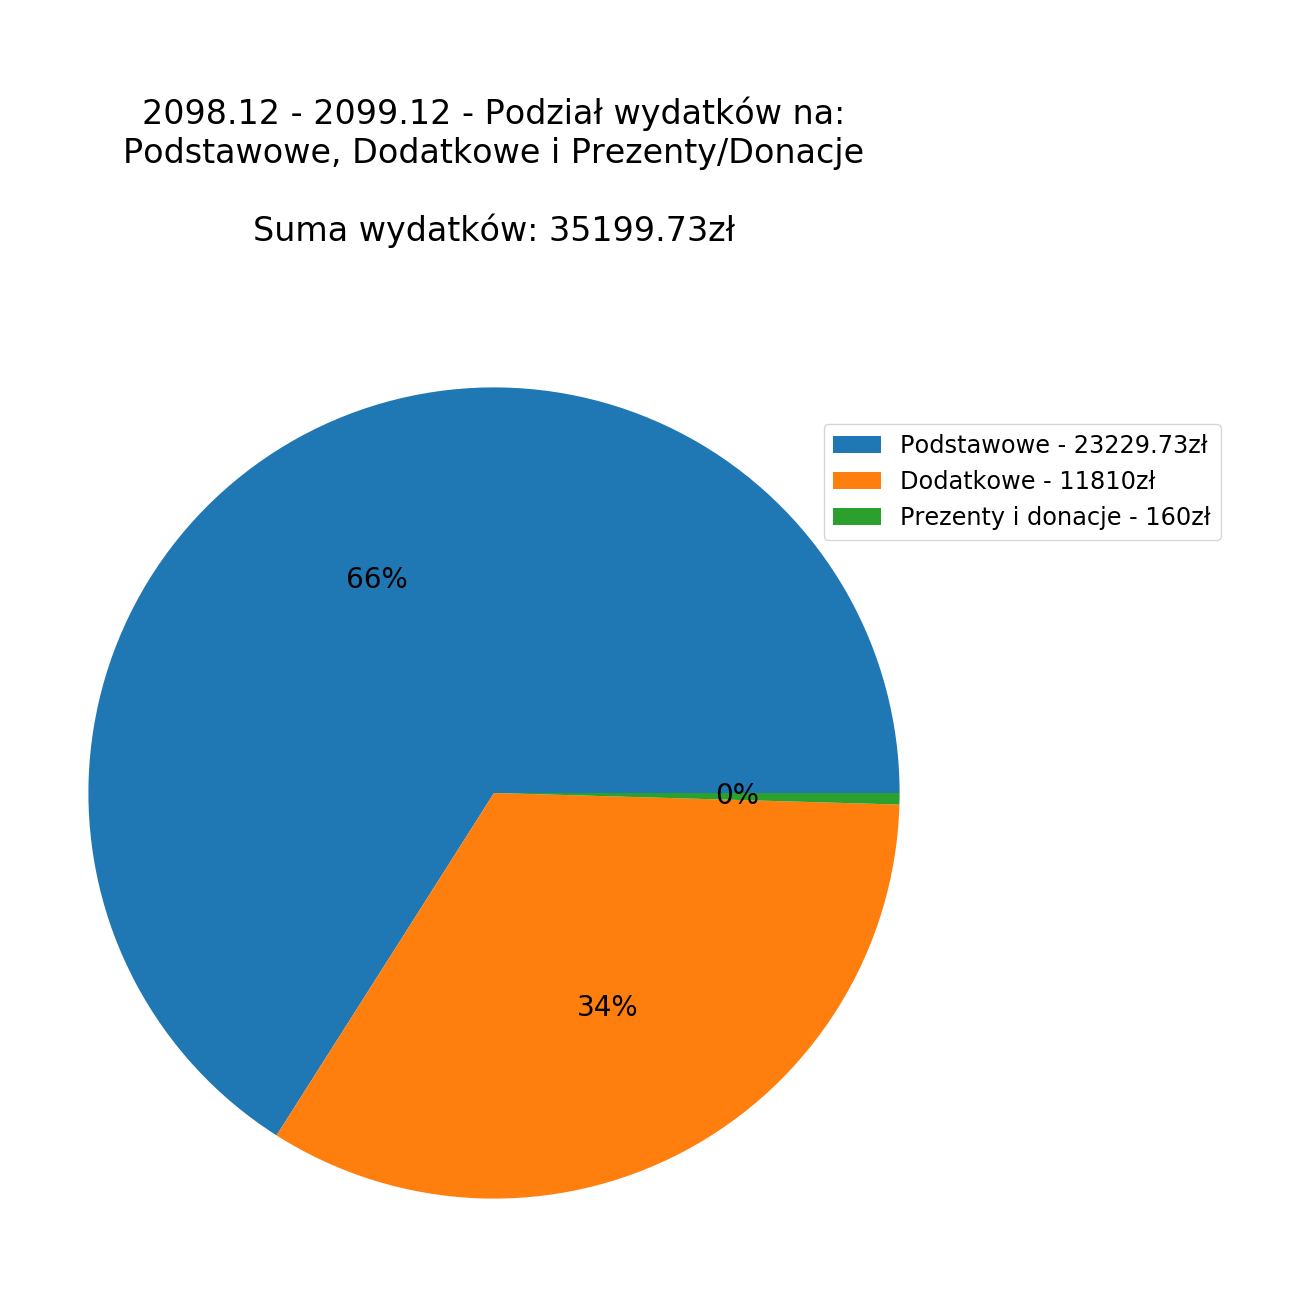 2098.12 - 2099.12 - Podział wydatków na:
Podstawowe, Dodatkowe i Prezenty/Donacje
Suma wydatków: 35199.73zł
Podstawowe - 23229.73zł
Dodatkowe - 11810zł
Prezenty i donacje - 160zł
66%
0%
34%